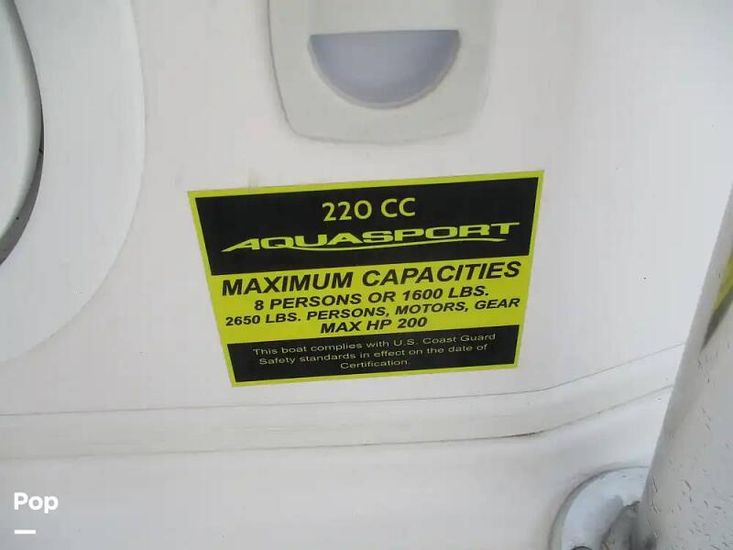 220 CC
AQUASPORT
MAXIMUM CAPACITIES
8 PERSONS OR 1600 LBS.
2650 LBS. PERSONS, MOTORS, GEAR
MAX HP 200
This boat complies with U.S. Coast Guard
Safety standards in effect on the date of
Certification.
Pop